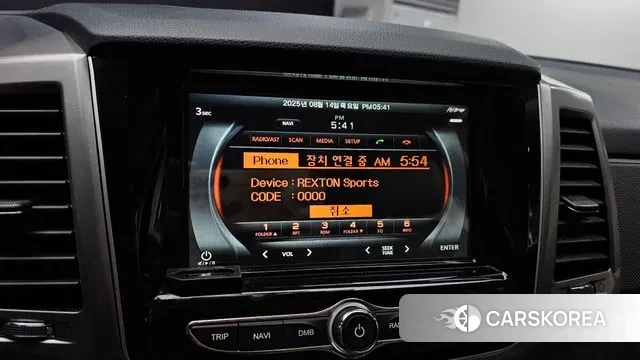 2025년 08월 14일 목요일 PM 05:41
3sec
PM
NAVI
5:41
RADIO/AST SCAN MEDIA SETUP
Phone 장치 연결 중 AM 5:54
Device : REXTON Sports
CODE : 0000
취소
1 2 3 4 5 6
FOLDER▲ RPT RDM FOLDER▼ EQ INFO
< VOL > < SEEK TUNE > ENTER
TRIP NAVI DMB
CARSKOREA